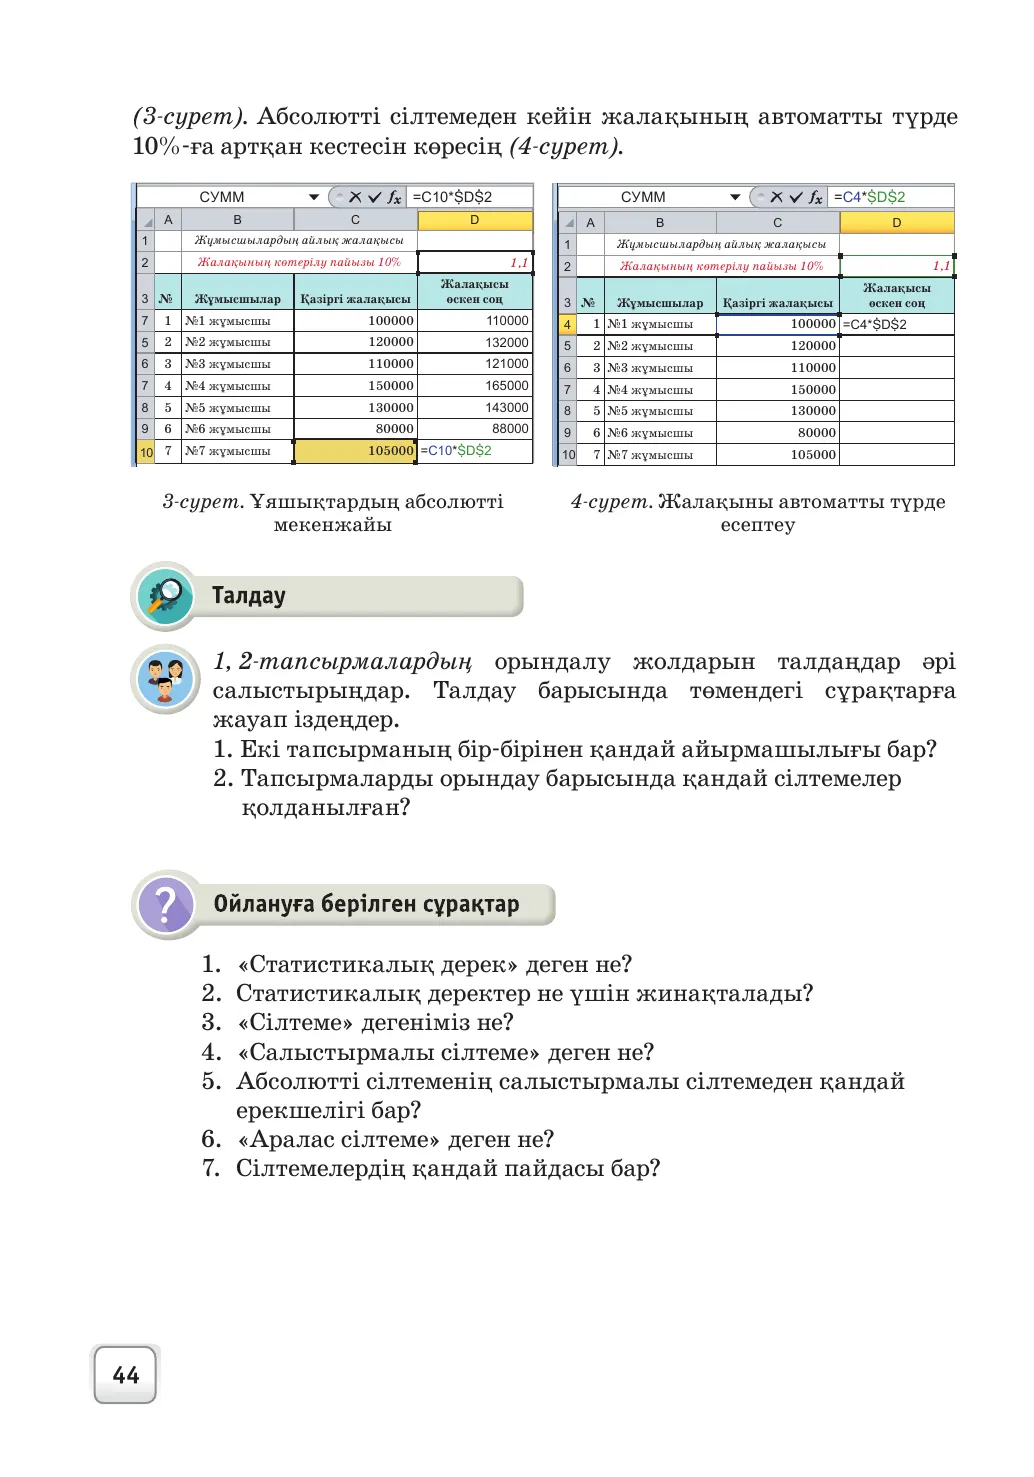 (3-сурет). Абсолютті сілтемеден кейін жалақының автоматты түрде
10%-ға артқан кестесін көресің (4-сурет).
СУММ =C10*$D$2
A B C D
1 Жұмысшылардың айлық жалақысы
2 Жалақының көтерілу пайызы 10% 1,1
3 № Жұмысшылар Қазіргі жалақысы Жалақысы өскен соң
7 1 №1 жұмысшы 100000 110000
5 2 №2 жұмысшы 120000 132000
6 3 №3 жұмысшы 110000 121000
7 4 №4 жұмысшы 150000 165000
8 5 №5 жұмысшы 130000 143000
9 6 №6 жұмысшы 80000 88000
10 7 №7 жұмысшы 105000 =C10*$D$2
3-сурет. Ұяшықтардың абсолютті
мекенжайы
СУММ =C4*$D$2
A B C D
1 Жұмысшылардың айлық жалақысы
2 Жалақының көтерілу пайызы 10% 1,1
3 № Жұмысшылар Қазіргі жалақысы Жалақысы өскен соң
4 1 №1 жұмысшы 100000 =C4*$D$2
5 2 №2 жұмысшы 120000
6 3 №3 жұмысшы 110000
7 4 №4 жұмысшы 150000
8 5 №5 жұмысшы 130000
9 6 №6 жұмысшы 80000
10 7 №7 жұмысшы 105000
4-сурет. Жалақыны автоматты түрде
есептеу
Талдау
1, 2-тапсырмалардың орындалу жолдарын талдаңдар әрі
салыстырыңдар. Талдау барысында төмендегі сұрақтарға
жауап іздеңдер.
1. Екі тапсырманың бір-бірінен қандай айырмашылығы бар?
2. Тапсырмаларды орындау барысында қандай сілтемелер
қолданылған?
Ойлануға берілген сұрақтар
1. «Статистикалық дерек» деген не?
2. Статистикалық деректер не үшін жинақталады?
3. «Сілтеме» дегеніміз не?
4. «Салыстырмалы сілтеме» деген не?
5. Абсолютті сілтеменің салыстырмалы сілтемеден қандай
ерекшелігі бар?
6. «Аралас сілтеме» деген не?
7. Сілтемелердің қандай пайдасы бар?
44